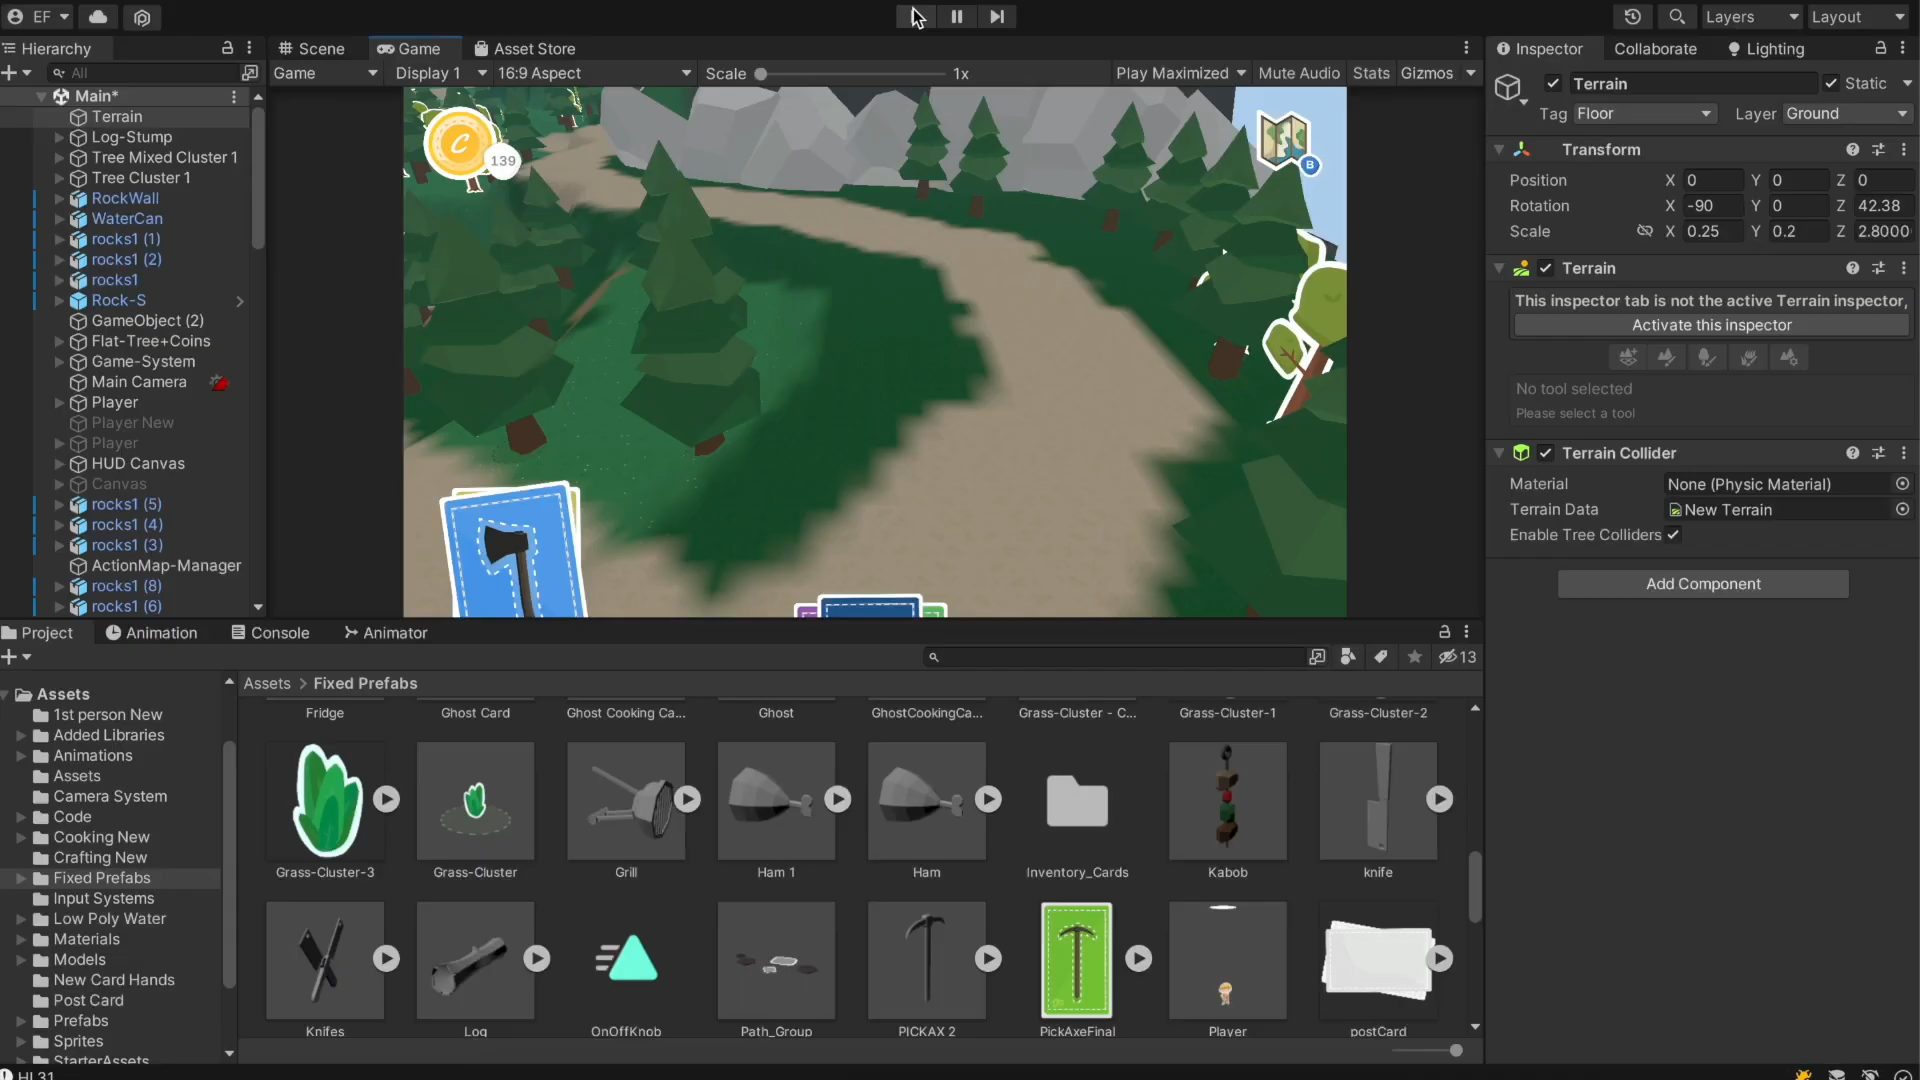 EF
Layers
Layout
Hierarchy
Scene
Game
Asset Store
Inspector
Collaborate
Lighting
All
Game
Display 1
16:9 Aspect
Scale
1x
Play Maximized
Mute Audio
Stats
Gizmos
Terrain
Static
Tag
Floor
Layer
Ground
Main*
Terrain
Log-Stump
Tree Mixed Cluster 1
Tree Cluster 1
RockWall
WaterCan
rocks1 (1)
rocks1 (2)
rocks1
Rock-S
GameObject (2)
Flat-Tree+Coins
Game-System
Main Camera
Player
Player New
Player
HUD Canvas
Canvas
rocks1 (5)
rocks1 (4)
rocks1 (3)
ActionMap-Manager
rocks1 (8)
rocks1 (6)
C
139
B
Transform
Position X 0 Y 0 Z 0
Rotation X -90 Y 0 Z 42.38
Scale X 0.25 Y 0.2 Z 2.8000
Terrain
This inspector tab is not the active Terrain inspector,
Activate this inspector
No tool selected
Please select a tool
Terrain Collider
Material None (Physic Material)
Terrain Data New Terrain
Enable Tree Colliders
Add Component
Project
Animation
Console
Animator
13
Assets
1st person New
Added Libraries
Animations
Assets
Camera System
Code
Cooking New
Crafting New
Fixed Prefabs
Input Systems
Low Poly Water
Materials
Models
New Card Hands
Post Card
Prefabs
Sprites
StarterAssets
Assets > Fixed Prefabs
Fridge
Ghost Card
Ghost Cooking Ca...
Ghost
GhostCookingCa...
Grass-Cluster - C...
Grass-Cluster-1
Grass-Cluster-2
Grass-Cluster-3
Grass-Cluster
Grill
Ham 1
Ham
Inventory_Cards
Kabob
knife
Knifes
Log
OnOffKnob
Path_Group
PICKAX 2
PickAxeFinal
Player
postCard
HI 31